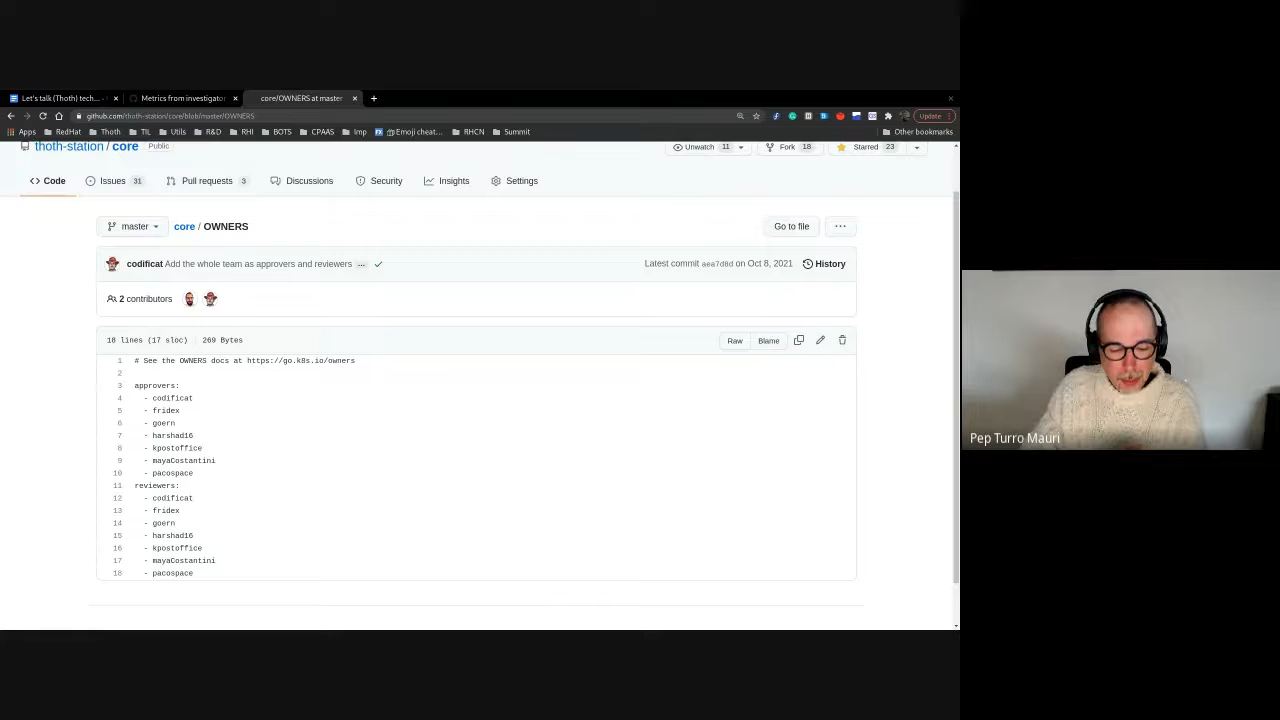 Let's talk (Thoth) tech... -
Metrics from investigator
core/OWNERS at master
github.com/thoth-station/core/blob/master/OWNERS
Update
Apps RedHat Thoth TIL Utils R&D RHI BOTS CPAAS Imp Emoji cheat... RHCN Summit Other bookmarks
thoth-station / core Public
Unwatch 11 Fork 18 Starred 23
Code Issues 31 Pull requests 3 Discussions Security Insights Settings
master core / OWNERS Go to file ...
codificat Add the whole team as approvers and reviewers ... Latest commit aea7d8d on Oct 8, 2021 History
2 contributors
18 lines (17 sloc) 269 Bytes Raw Blame
1 # See the OWNERS docs at https://go.k8s.io/owners
2
3 approvers:
4 - codificat
5 - fridex
6 - goern
7 - harshad16
8 - kpostoffice
9 - mayaCostantini
10 - pacospace
11 reviewers:
12 - codificat
13 - fridex
14 - goern
15 - harshad16
16 - kpostoffice
17 - mayaCostantini
18 - pacospace
Pep Turro Mauri